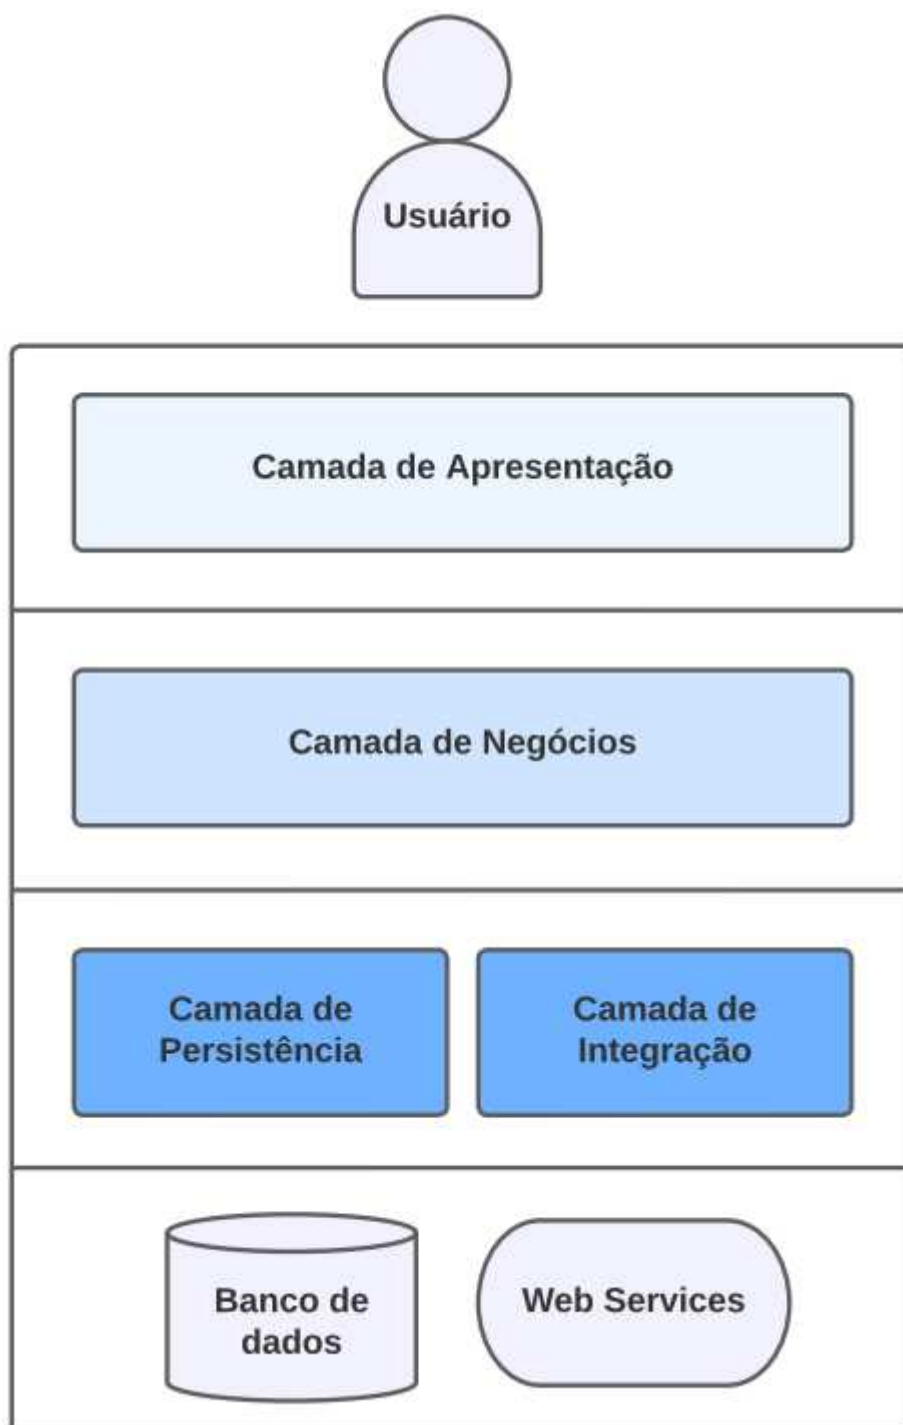 Usuário
Camada de Apresentação
Camada de Negócios
Camada de
Persistência
Camada de
Integração
Banco de
dados
Web Services